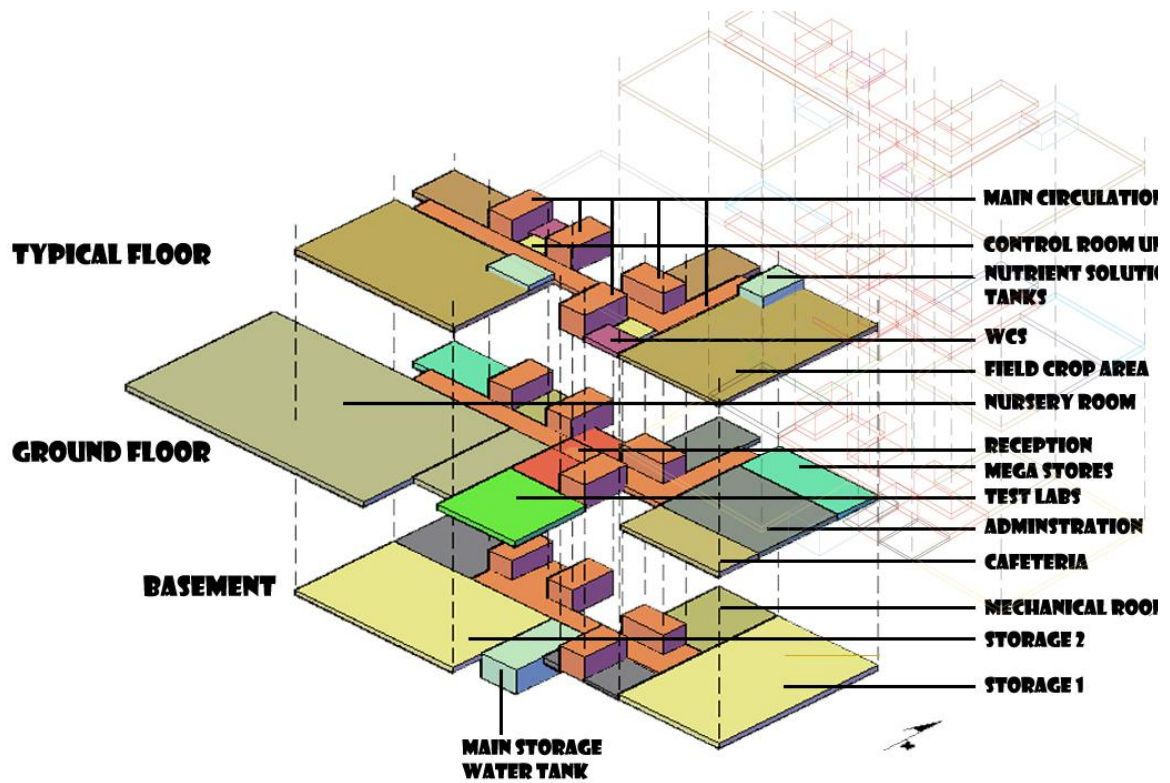 MAIN CIRCULATION
TYPICAL FLOOR
CONTROL ROOM U
NUTRIENT SOLUTIO
TANKS
WCS
FIELD CROP AREA
NURSERY ROOM
GROUND FLOOR
RECEPTION
MEGA STORES
TEST LABS
ADMINSTRATION
CAFETERIA
BASEMENT
MECHANICAL ROO
STORAGE 2
STORAGE 1
MAIN STORAGE
WATER TANK